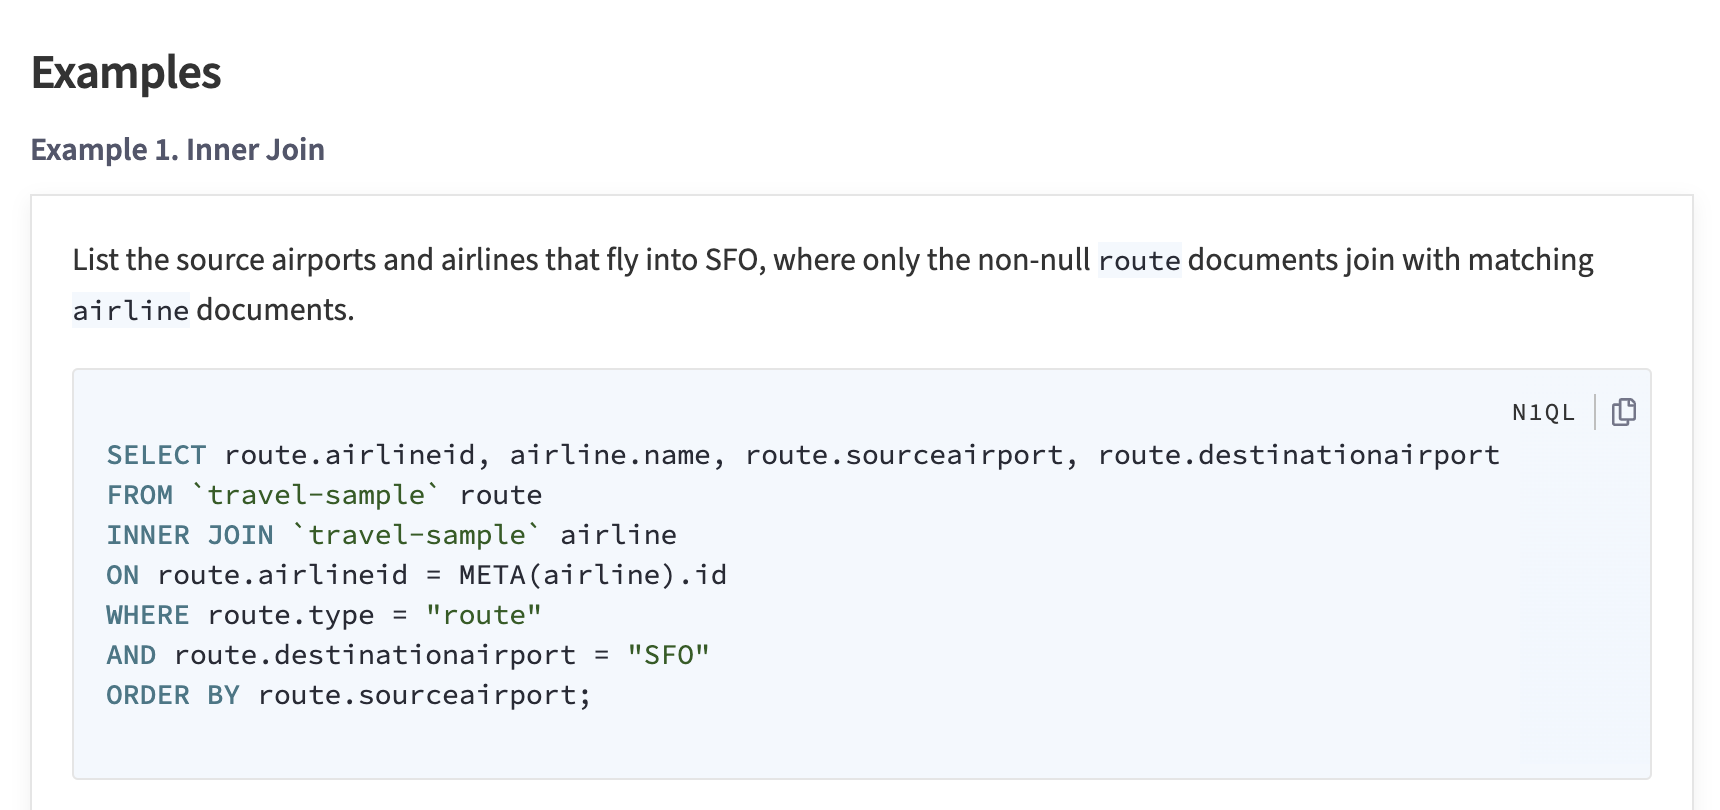 Examples
Example 1. Inner Join
List the source airports and airlines that fly into SFO, where only the non-null route documents join with matching
airline documents.
N1QL
SELECT route.airlineid, airline.name, route.sourceairport, route.destinationairport
FROM `travel-sample` route
INNER JOIN `travel-sample` airline
ON route.airlineid = META(airline).id
WHERE route.type = "route"
AND route.destinationairport = "SFO"
ORDER BY route.sourceairport;